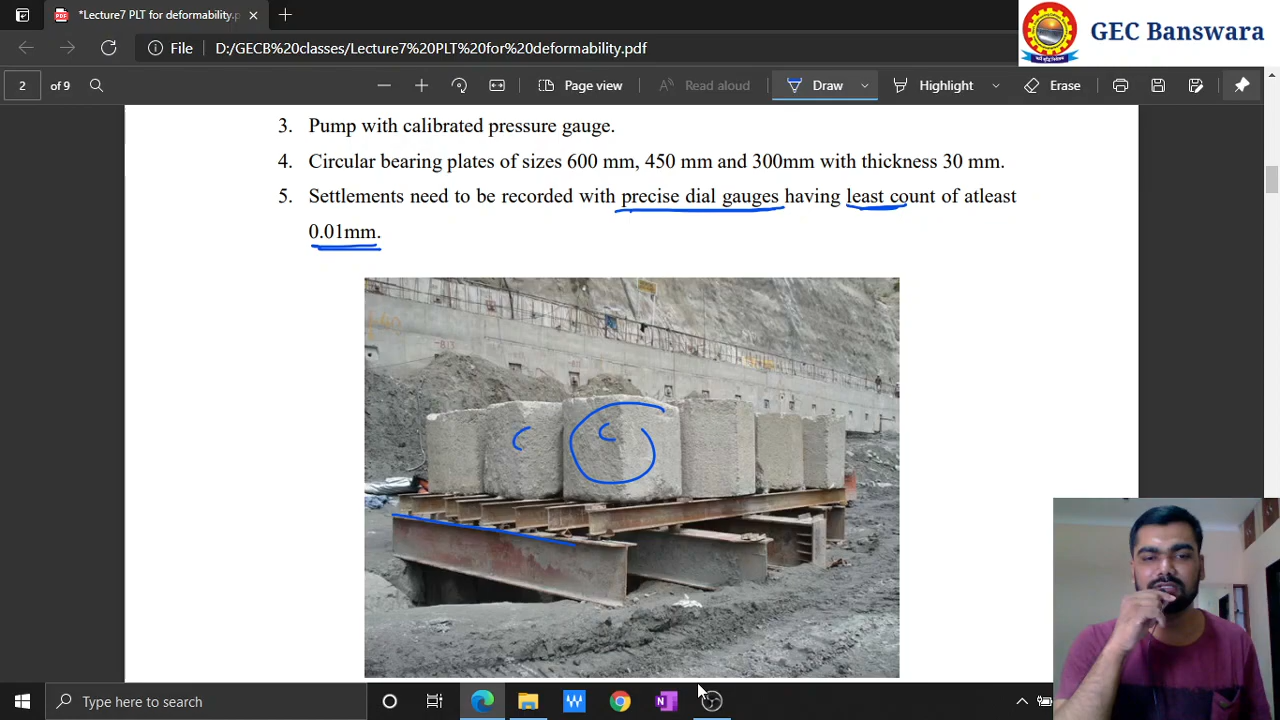 *Lecture7 PLT for deformability.p
File
D:/GECB%20classes/Lecture7%20PLT%20for%20deformability.pdf
GEC Banswara
2
of 9
Page view
Read aloud
Draw
Highlight
Erase
3. Pump with calibrated pressure gauge.
4. Circular bearing plates of sizes 600 mm, 450 mm and 300mm with thickness 30 mm.
5. Settlements need to be recorded with precise dial gauges having least count of atleast
0.01mm.
Type here to search